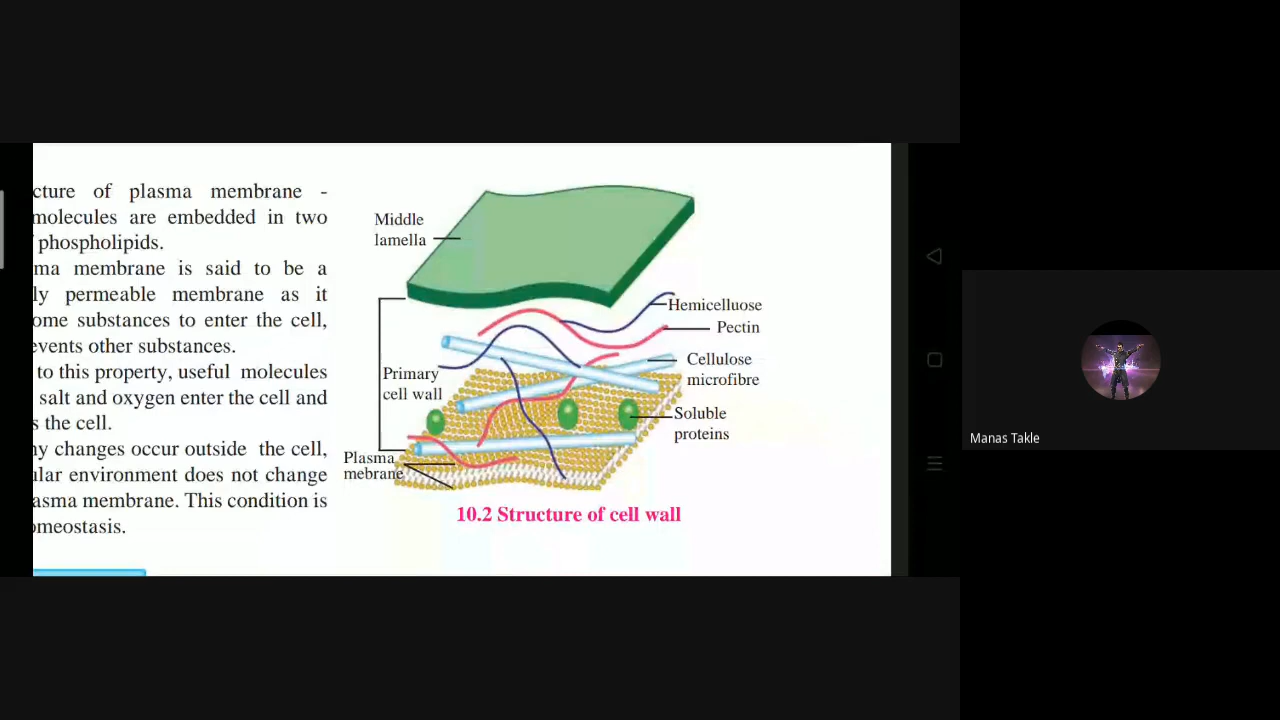 cture of plasma membrane -
molecules are embedded in two
phospholipids.
ma membrane is said to be a
ly permeable membrane as it
ome substances to enter the cell,
events other substances.
to this property, useful molecules
salt and oxygen enter the cell and
s the cell.
ny changes occur outside the cell,
ular environment does not change
asma membrane. This condition is
omeostasis.
Middle
lamella
Hemicelluose
Pectin
Cellulose
microfibre
Primary
cell wall
Soluble
proteins
Plasma
mebrane
10.2 Structure of cell wall
Manas Takle